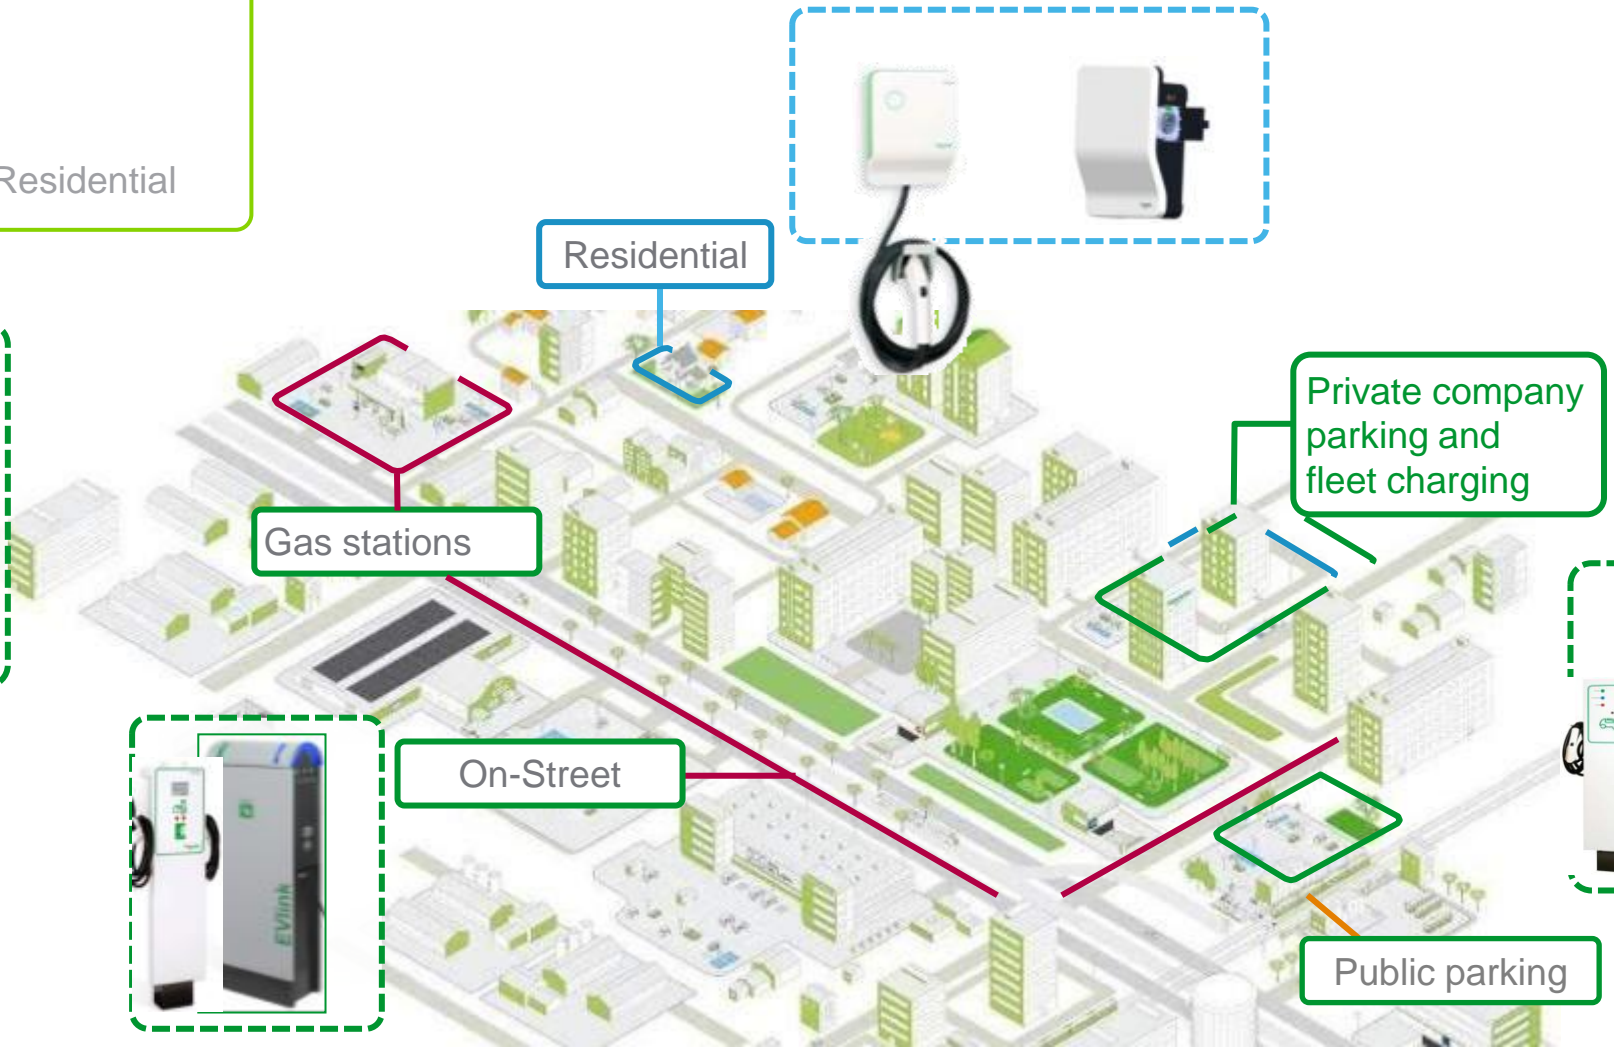 Residential
Residential
Private company
parking and
fleet charging
Gas stations
On-Street
EVlink
Public parking